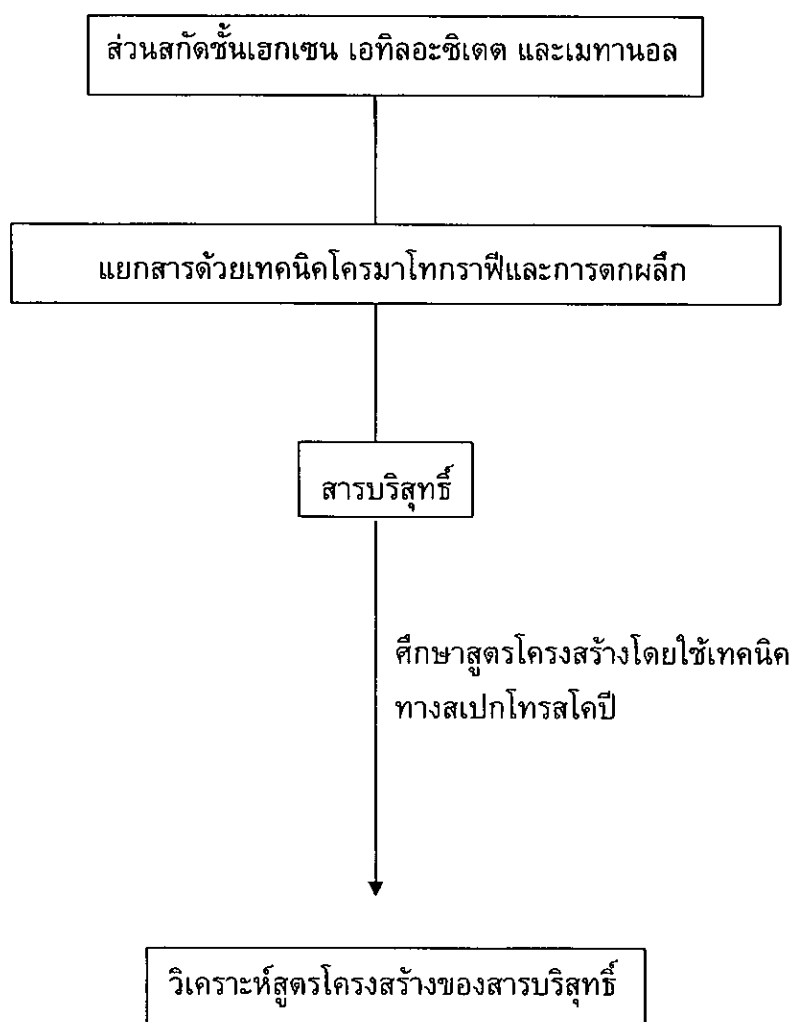 ส่วนสกัดชั้นเฮกเซน เอทิลอะซิเตต และเมทานอล
แยกสารด้วยเทคนิคโครมาโทกราฟีและการตกผลึก
สารบริสุทธิ์
ศึกษาสูตรโครงสร้างโดยใช้เทคนิค
ทางสเปกโทรสโคปี
วิเคราะห์สูตรโครงสร้างของสารบริสุทธิ์